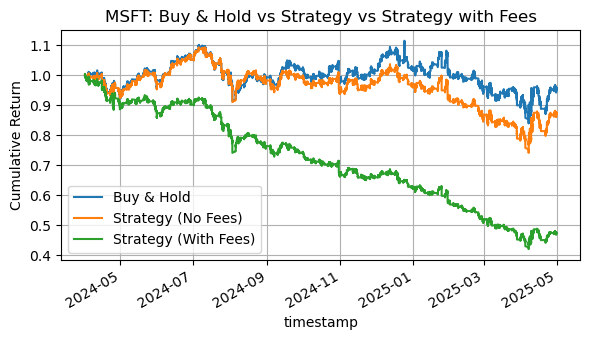 MSFT: Buy & Hold vs Strategy vs Strategy with Fees
Cumulative Return
1.1
1.0
0.9
0.8
0.7
0.6
0.5
0.4
Buy & Hold
Strategy (No Fees)
Strategy (With Fees)
2024-05
2024-07
2024-09
2024-11
2025-01
2025-03
2025-05
timestamp